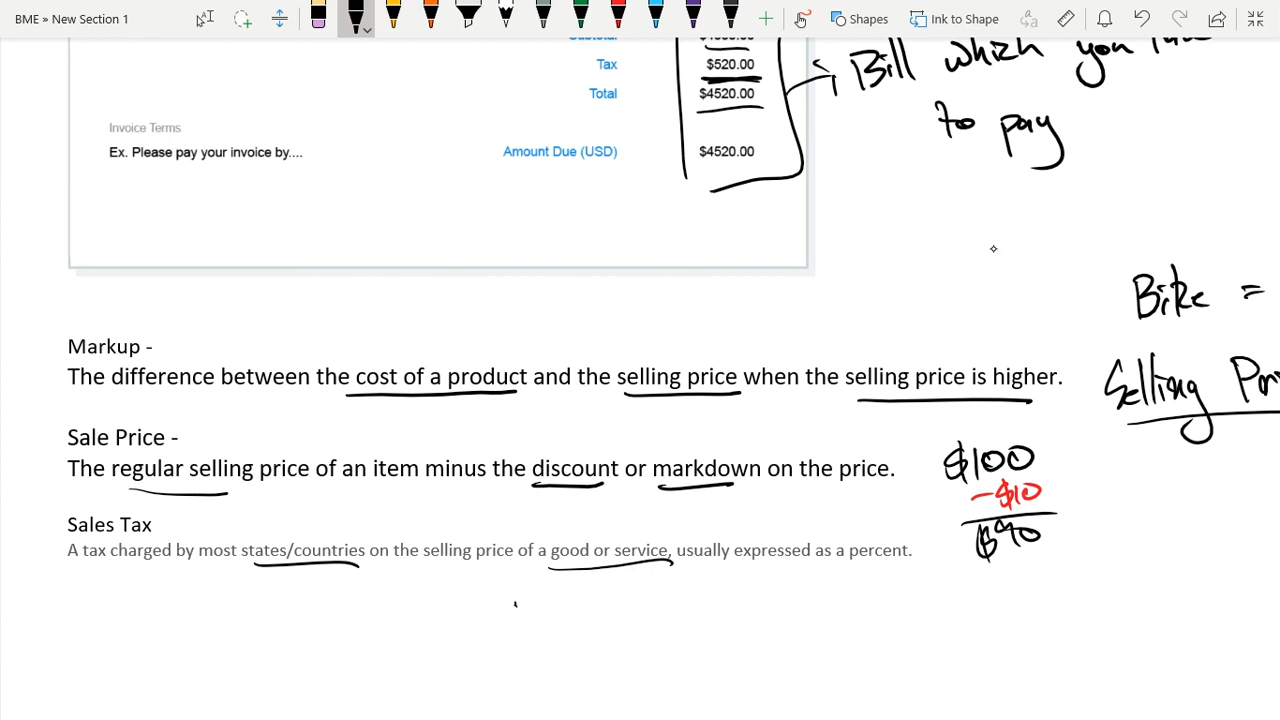 BME » New Section 1
Shapes
Ink to Shape
Subtotal
Tax $520.00
Total $4520.00
Bill which you
to pay
Invoice Terms
Ex. Please pay your invoice by....
Amount Due (USD) $4520.00
Bike =
Markup -
The difference between the cost of a product and the selling price when the selling price is higher.
Selling
Sale Price -
The regular selling price of an item minus the discount or markdown on the price.
$100
-$10
$90
Sales Tax
A tax charged by most states/countries on the selling price of a good or service, usually expressed as a percent.